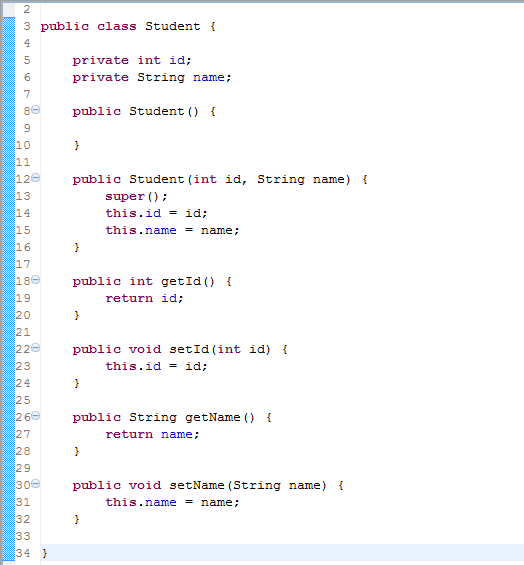 2
3 public class Student {
4
5     private int id;
6     private String name;
7
8     public Student() {
9
10     }
11
12     public Student(int id, String name) {
13         super();
14         this.id = id;
15         this.name = name;
16     }
17
18     public int getId() {
19         return id;
20     }
21
22     public void setId(int id) {
23         this.id = id;
24     }
25
26     public String getName() {
27         return name;
28     }
29
30     public void setName(String name) {
31         this.name = name;
32     }
33
34 }